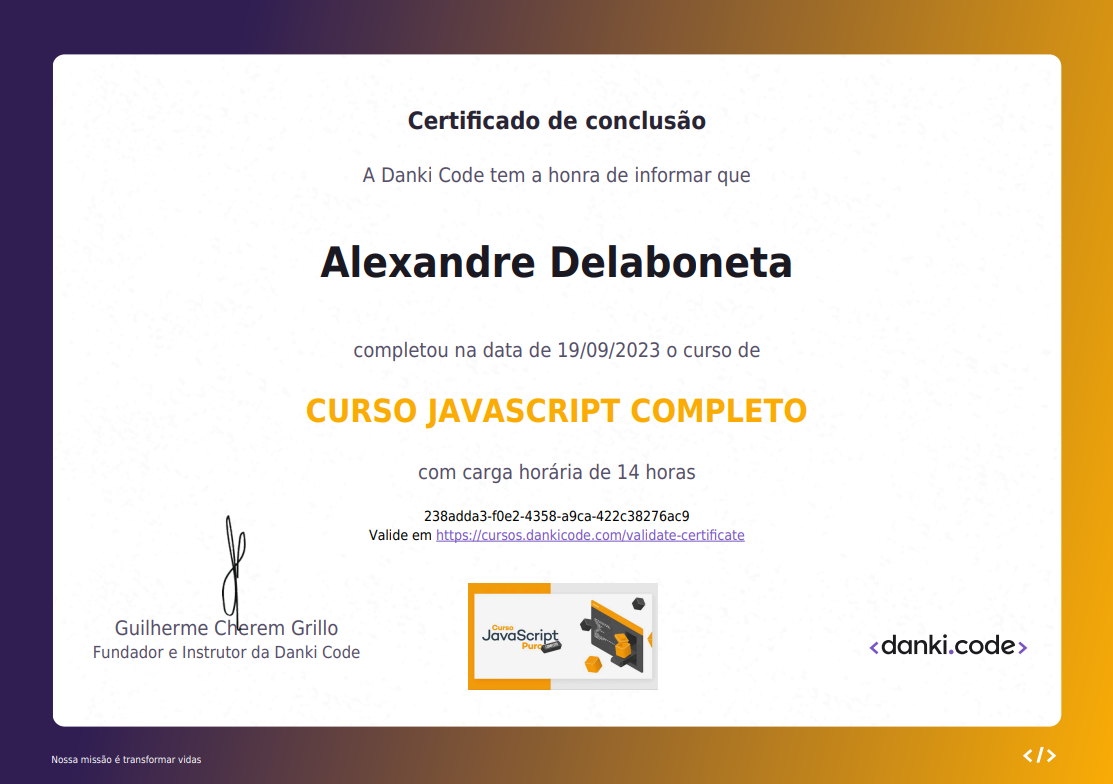 Certificado de conclusão
A Danki Code tem a honra de informar que
Alexandre Delaboneta
completou na data de 19/09/2023 o curso de
CURSO JAVASCRIPT COMPLETO
com carga horária de 14 horas
238adda3-f0e2-4358-a9ca-422c38276ac9
Valide em https://cursos.dankicode.com/validate-certificate
Guilherme Cherem Grillo
Fundador e Instrutor da Danki Code
Curso
JavaScript
Puro
<danki.code>
Nossa missão é transformar vidas
</>